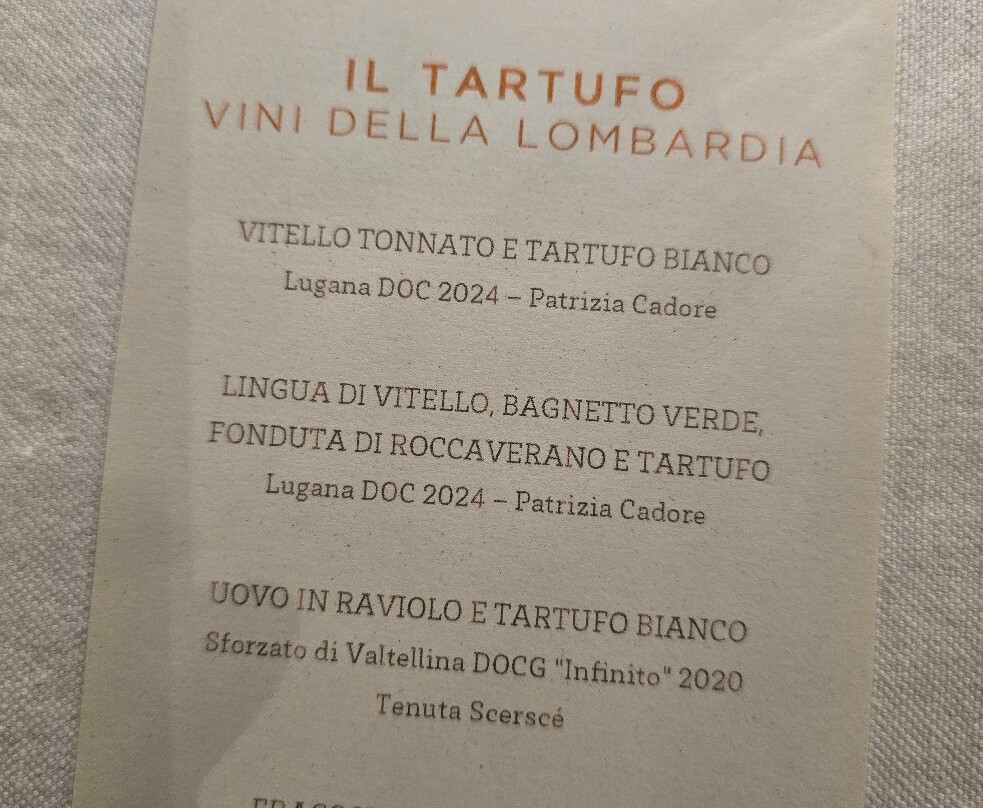 IL TARTUFO
VINI DELLA LOMBARDIA
VITELLO TONNATO E TARTUFO BIANCO
Lugana DOC 2024 – Patrizia Cadore
LINGUA DI VITELLO, BAGNETTO VERDE,
FONDUTA DI ROCCAVERANO E TARTUFO
Lugana DOC 2024 – Patrizia Cadore
UOVO IN RAVIOLO E TARTUFO BIANCO
Sforzato di Valtellina DOCG "Infinito" 2020
Tenuta Scerscé